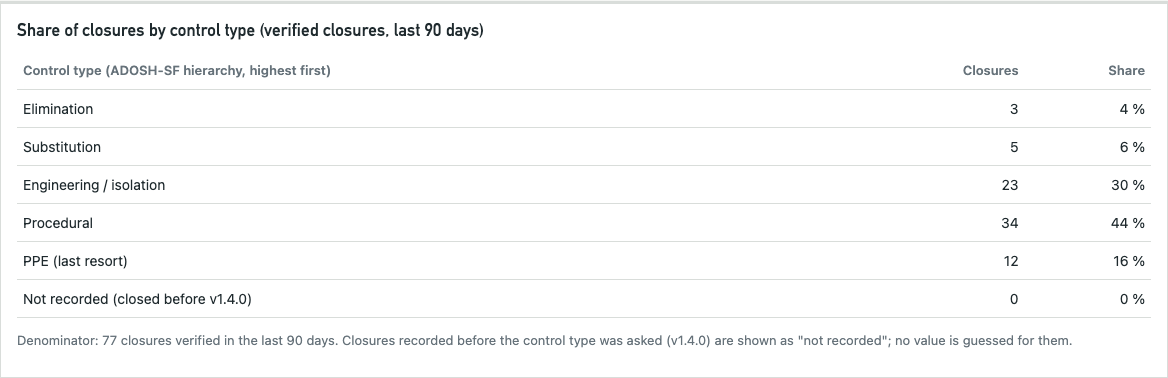 Share of closures by control type (verified closures, last 90 days)
Control type (ADOSH-SF hierarchy, highest first) Closures Share
Elimination 3 4 %
Substitution 5 6 %
Engineering / isolation 23 30 %
Procedural 34 44 %
PPE (last resort) 12 16 %
Not recorded (closed before v1.4.0) 0 0 %
Denominator: 77 closures verified in the last 90 days. Closures recorded before the control type was asked (v1.4.0) are shown as "not recorded"; no value is guessed for them.